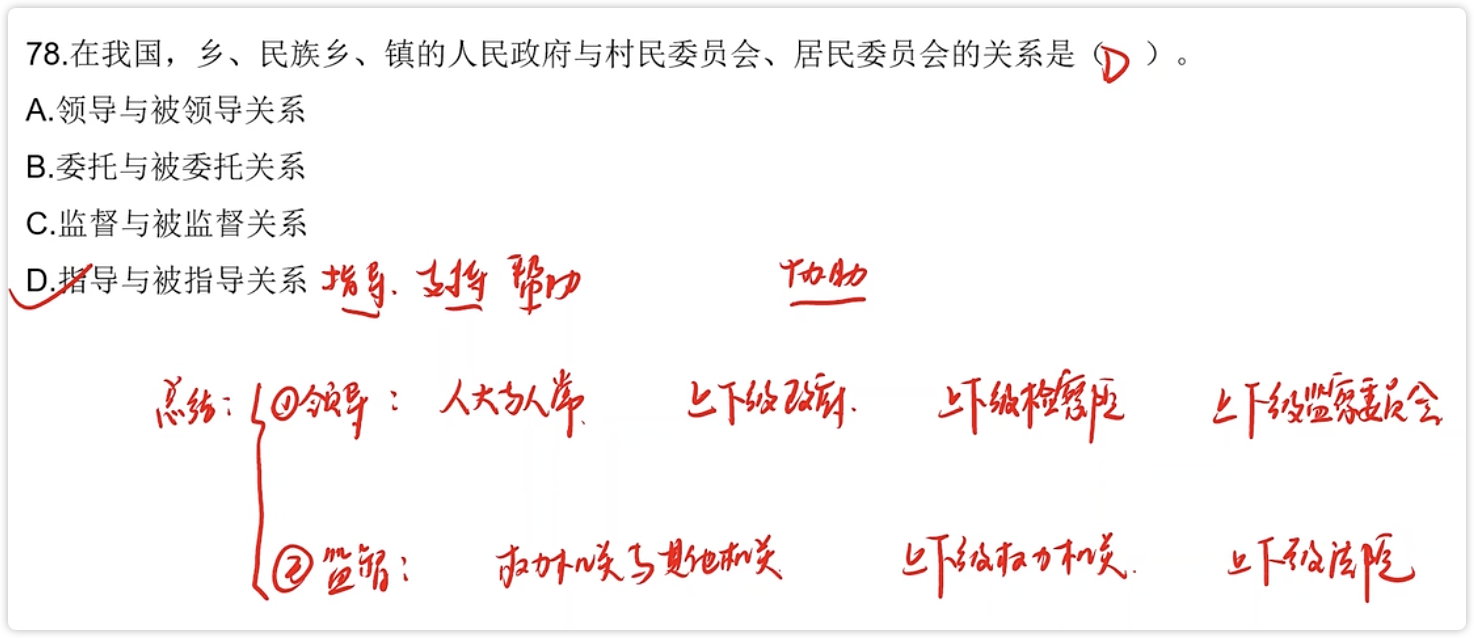 78.在我国，乡、民族乡、镇的人民政府与村民委员会、居民委员会的关系是（D）。
A.领导与被领导关系
B.委托与被委托关系
C.监督与被监督关系
D.指导与被指导关系 指导.支持 帮助 协助
总结：①领导：人大与人常 上下级政府. 上下级检察院 上下级监察委员会
②监督：权力机关与其他机关 上下级权力机关. 上下级法院